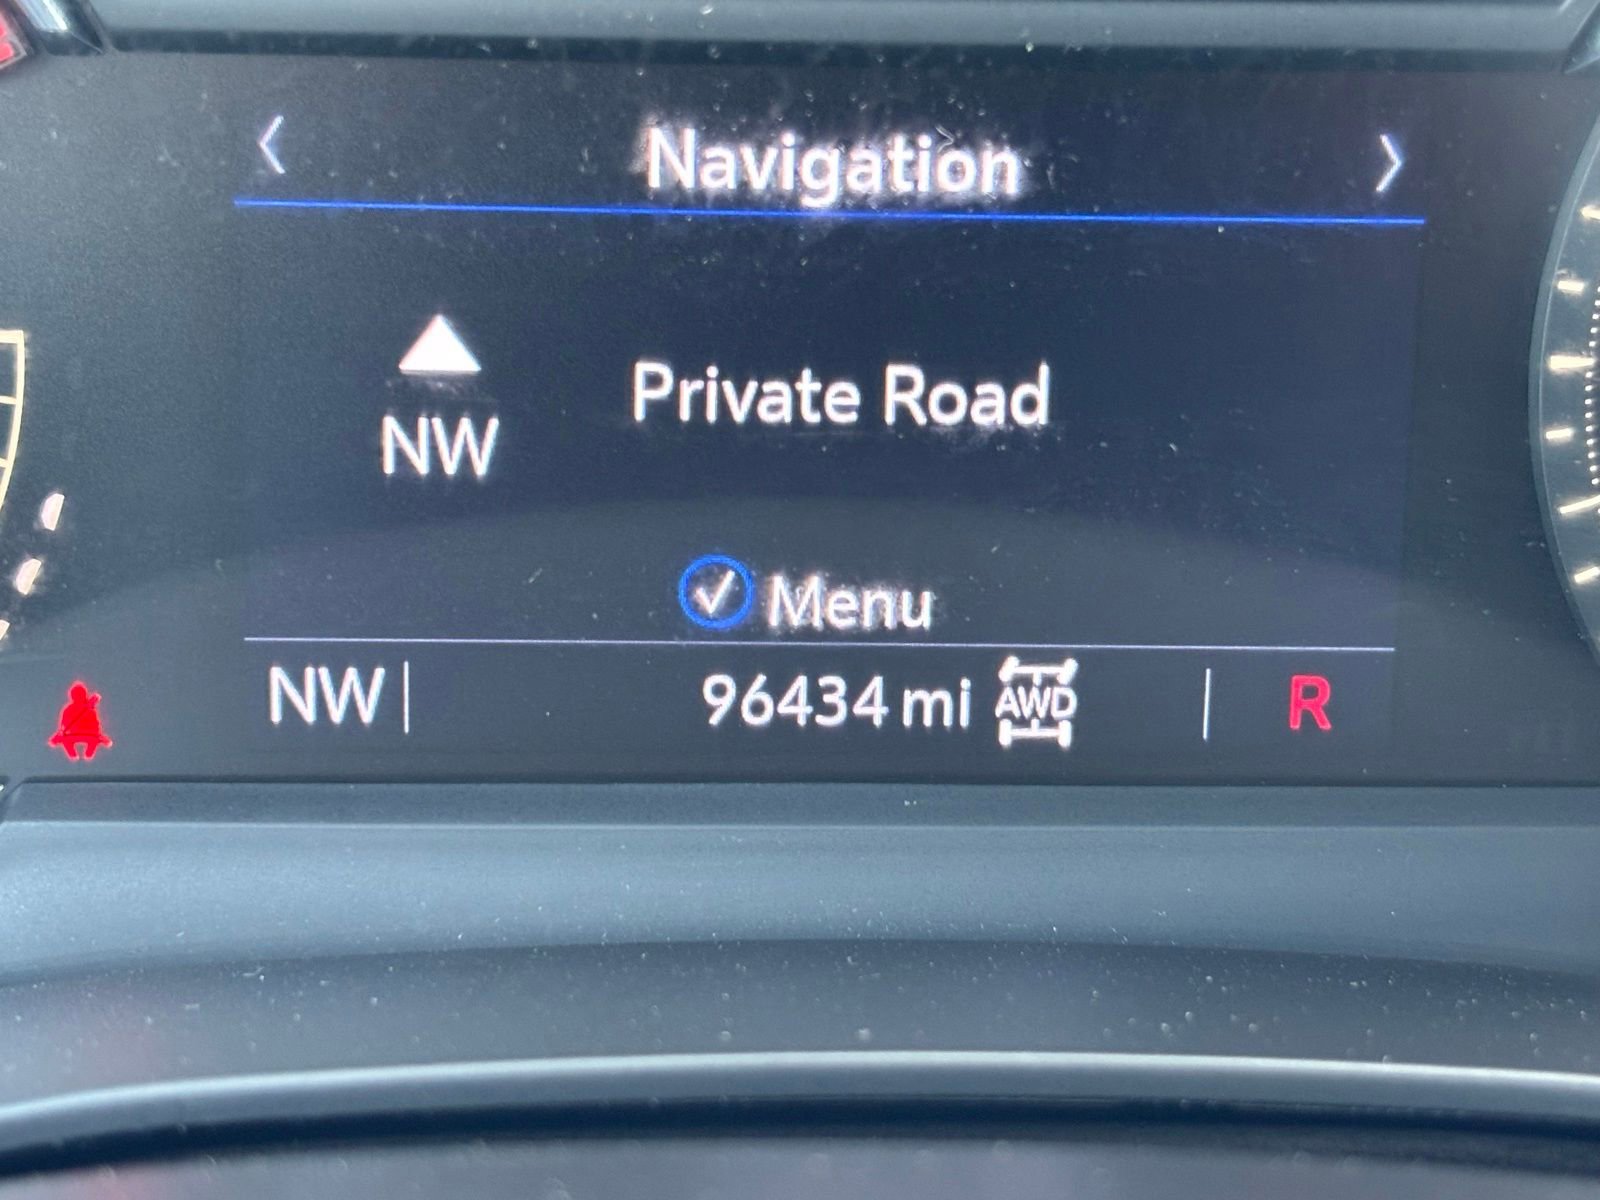 Navigation
NW
Private Road
Menu
NW 96434 mi AWD R